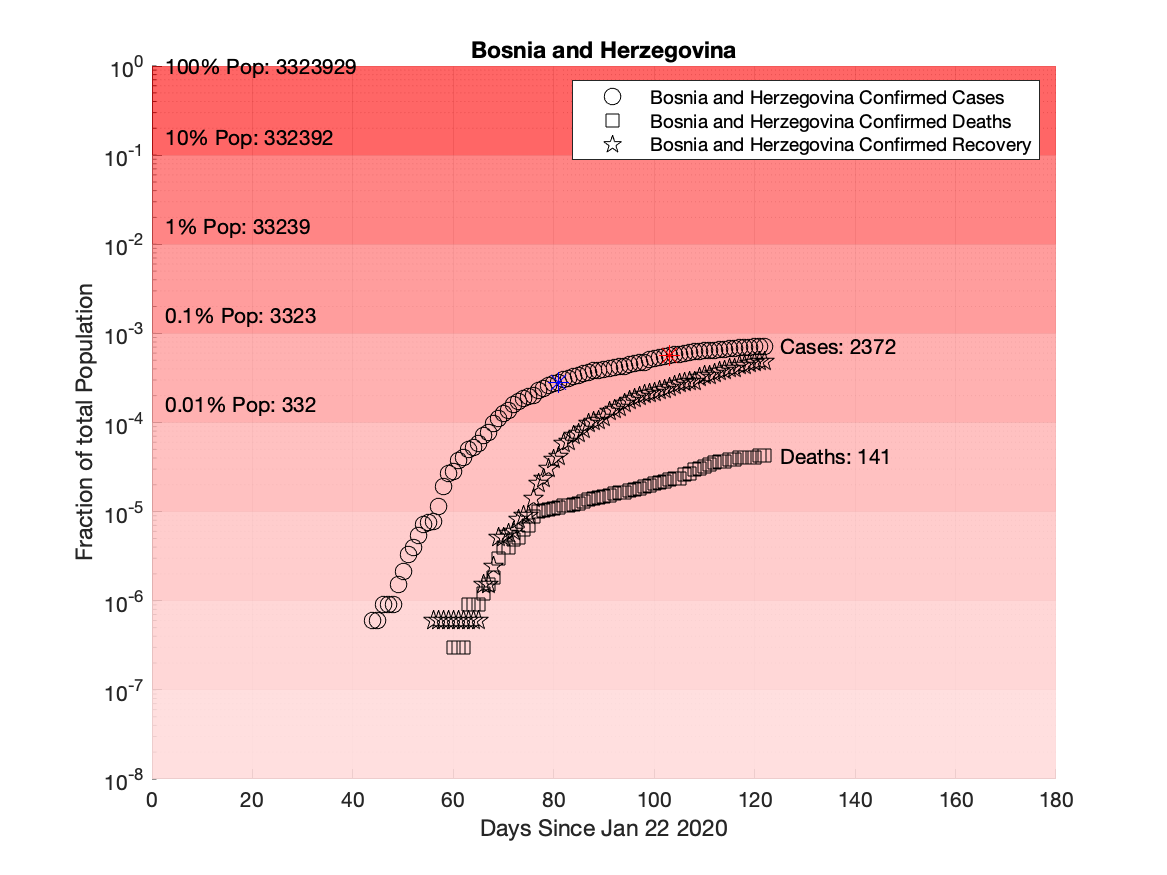 Bosnia and Herzegovina
10^0
100% Pop: 3323929
Bosnia and Herzegovina Confirmed Cases
Bosnia and Herzegovina Confirmed Deaths
Bosnia and Herzegovina Confirmed Recovery
10% Pop: 332392
10^-1
1% Pop: 33239
10^-2
0.1% Pop: 3323
10^-3
Cases: 2372
0.01% Pop: 332
10^-4
Deaths: 141
10^-5
10^-6
10^-7
10^-8
Fraction of total Population
0 20 40 60 80 100 120 140 160 180
Days Since Jan 22 2020